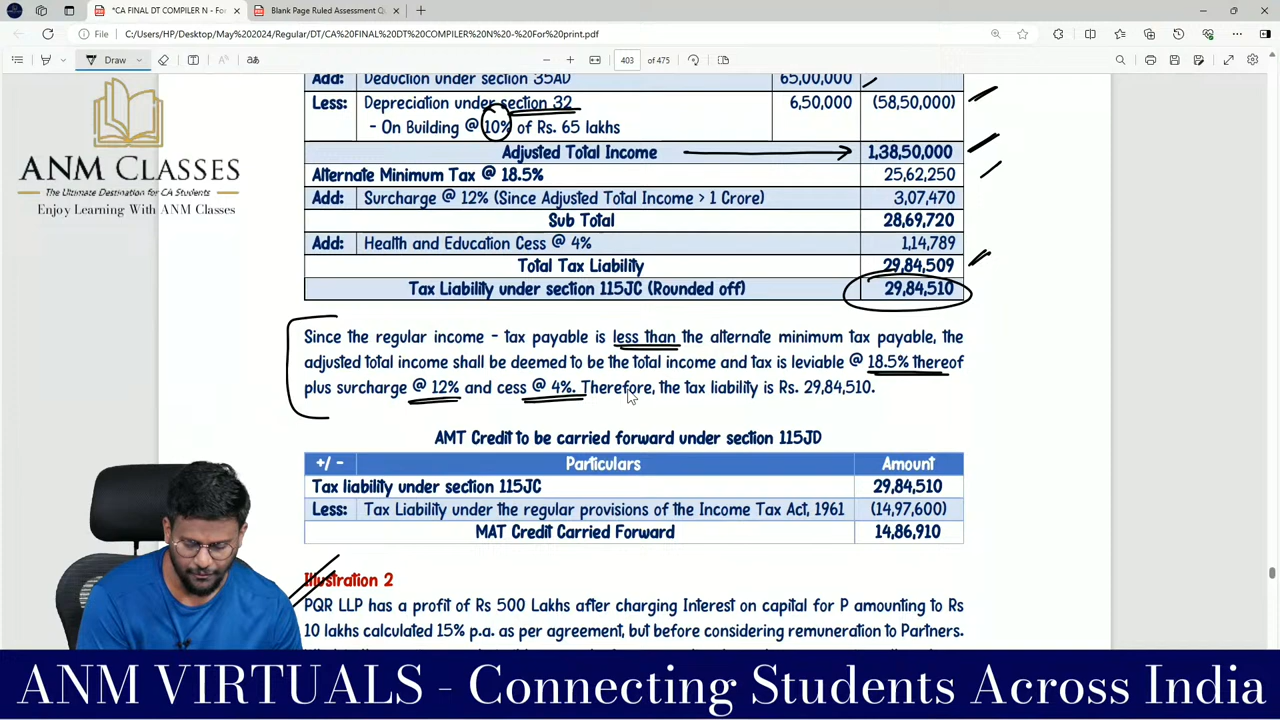 *CA FINAL DT COMPILER N - For
Blank Page Ruled Assessment Q
File
C:/Users/HP/Desktop/May%202024/Regular/DT/CA%20FINAL%20DT%20COMPILER%20N%20-%20For%20print.pdf
Draw
403 of 475
ANM CLASSES
The Ultimate Destination for CA Students
Enjoy Learning With ANM Classes
Add: Deduction under section 35AD 65,00,000
Less: Depreciation under section 32 6,50,000 (58,50,000)
- On Building @ 10% of Rs. 65 lakhs
Adjusted Total Income 1,38,50,000
Alternate Minimum Tax @ 18.5% 25,62,250
Add: Surcharge @ 12% (Since Adjusted Total Income > 1 Crore) 3,07,470
Sub Total 28,69,720
Add: Health and Education Cess @ 4% 1,14,789
Total Tax Liability 29,84,509
Tax Liability under section 115JC (Rounded off) 29,84,510
Since the regular income - tax payable is less than the alternate minimum tax payable, the
adjusted total income shall be deemed to be the total income and tax is leviable @ 18.5% thereof
plus surcharge @ 12% and cess @ 4%. Therefore, the tax liability is Rs. 29,84,510.
AMT Credit to be carried forward under section 115JD
+/ - Particulars Amount
Tax liability under section 115JC 29,84,510
Less: Tax Liability under the regular provisions of the Income Tax Act, 1961 (14,97,600)
MAT Credit Carried Forward 14,86,910
Illustration 2
PQR LLP has a profit of Rs 500 Lakhs after charging Interest on capital for P amounting to Rs
10 lakhs calculated 15% p.a. as per agreement, but before considering remuneration to Partners.
ANM VIRTUALS - Connecting Students Across India